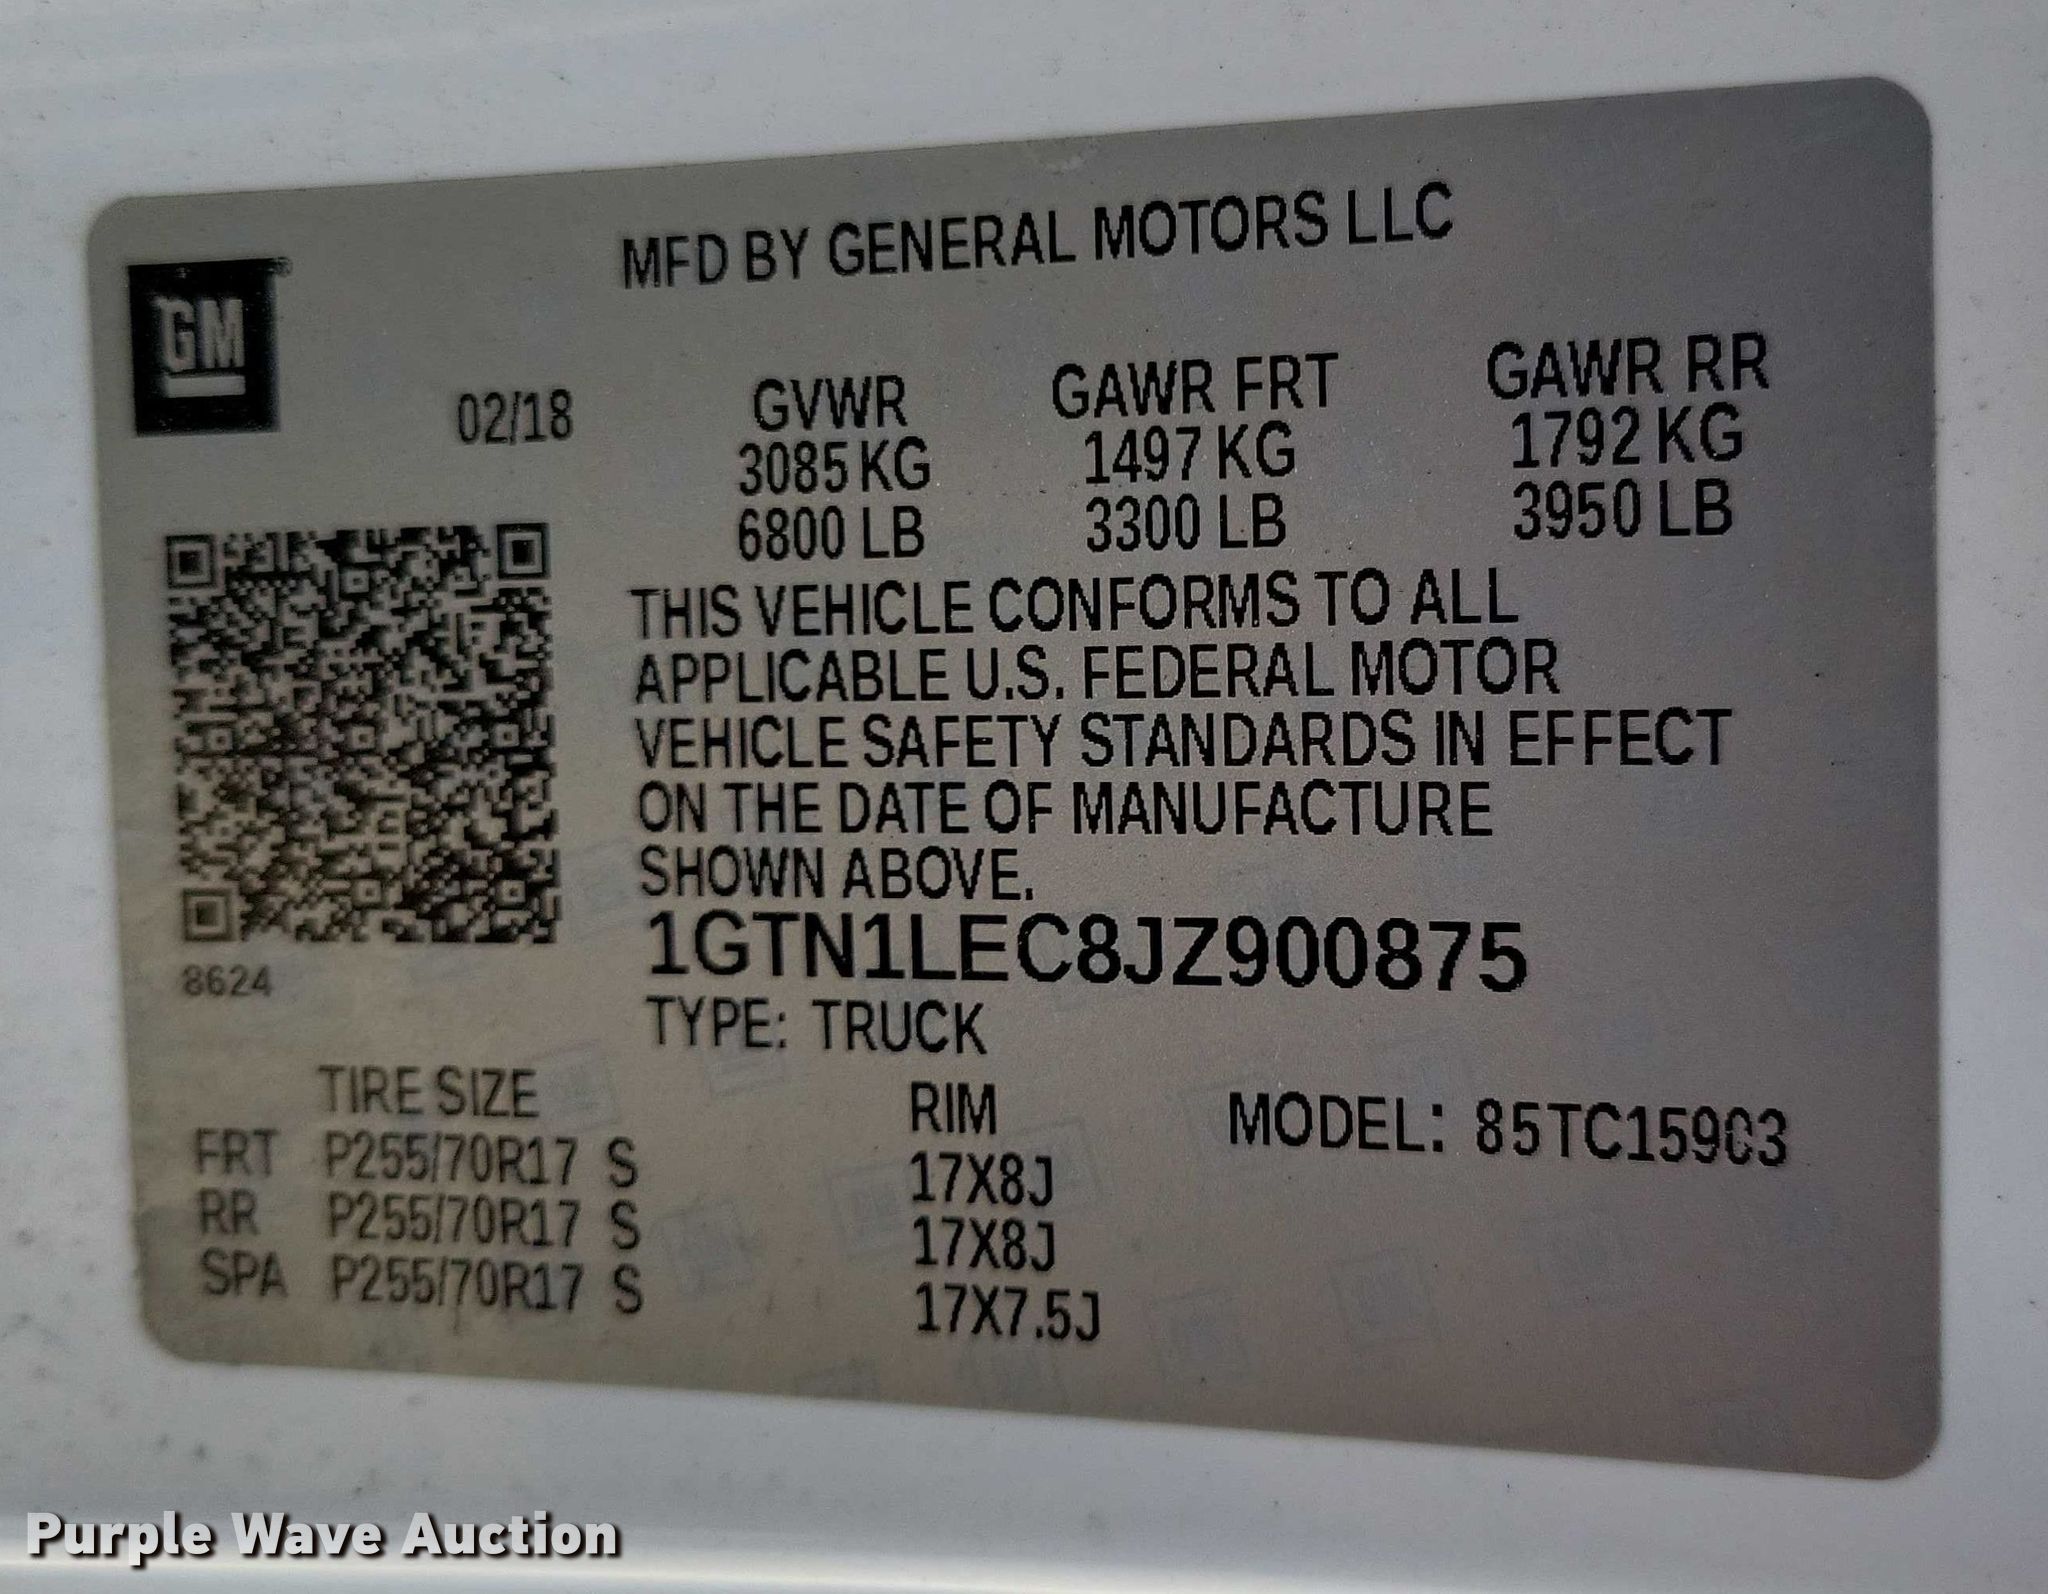 MFD BY GENERAL MOTORS LLC
GM
02/18 GVWR GAWR FRT GAWR RR
3085 KG 1497 KG 1792 KG
6800 LB 3300 LB 3950 LB
THIS VEHICLE CONFORMS TO ALL
APPLICABLE U.S. FEDERAL MOTOR
VEHICLE SAFETY STANDARDS IN EFFECT
ON THE DATE OF MANUFACTURE
SHOWN ABOVE.
8624
1GTN1LEC8JZ900875
TYPE: TRUCK
TIRE SIZE RIM MODEL: 85TC15903
FRT P255/70R17 S 17X8J
RR P255/70R17 S 17X8J
SPA P255/70R17 S 17X7.5J
Purple Wave Auction